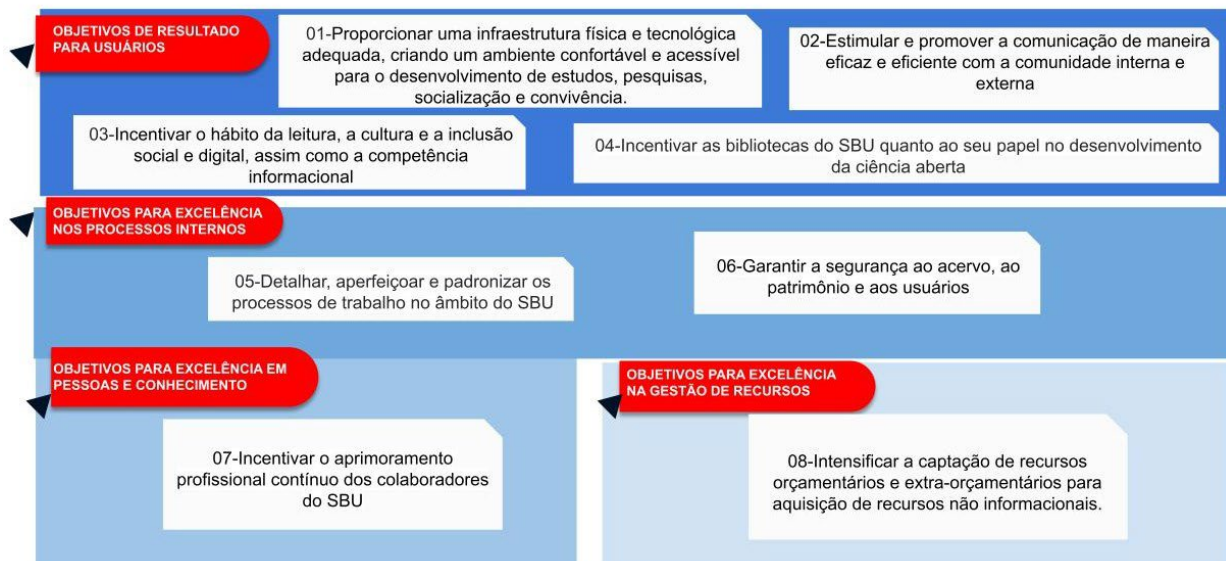 OBJETIVOS DE RESULTADO
PARA USUÁRIOS
01-Proporcionar uma infraestrutura física e tecnológica
adequada, criando um ambiente confortável e acessível
para o desenvolvimento de estudos, pesquisas,
socialização e convivência.
02-Estimular e promover a comunicação de maneira
eficaz e eficiente com a comunidade interna e
externa
03-Incentivar o hábito da leitura, a cultura e a inclusão
social e digital, assim como a competência
informacional
04-Incentivar as bibliotecas do SBU quanto ao seu papel no desenvolvimento
da ciência aberta
OBJETIVOS PARA EXCELÊNCIA
NOS PROCESSOS INTERNOS
05-Detalhar, aperfeiçoar e padronizar os
processos de trabalho no âmbito do SBU
06-Garantir a segurança ao acervo, ao
patrimônio e aos usuários
OBJETIVOS PARA EXCELÊNCIA EM
PESSOAS E CONHECIMENTO
07-Incentivar o aprimoramento
profissional contínuo dos colaboradores
do SBU
OBJETIVOS PARA EXCELÊNCIA
NA GESTÃO DE RECURSOS
08-Intensificar a captação de recursos
orçamentários e extra-orçamentários para
aquisição de recursos não informacionais.